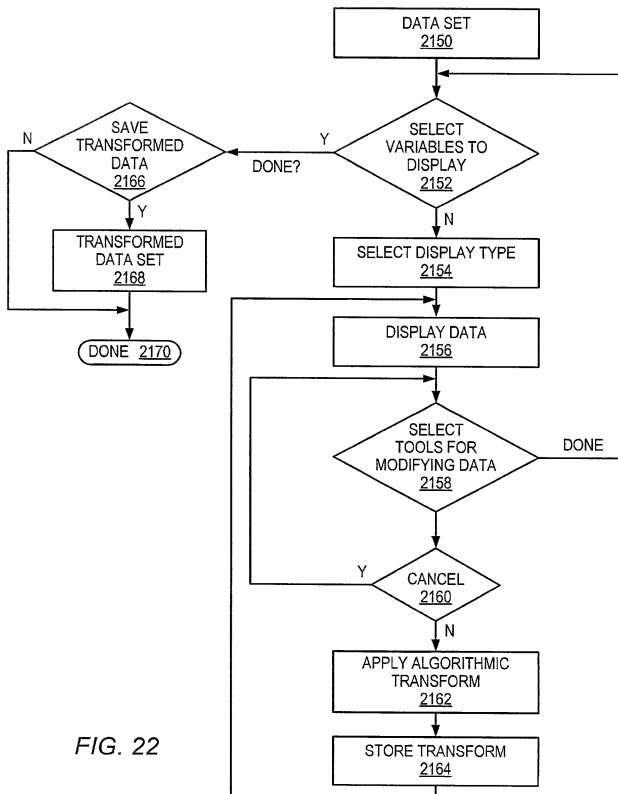 DATA SET
2150
SAVE
TRANSFORMED
DATA
2166
N
Y
DONE?
SELECT
VARIABLES TO
DISPLAY
2152
Y
N
TRANSFORMED
DATA SET
2168
SELECT DISPLAY TYPE
2154
DONE 2170
DISPLAY DATA
2156
SELECT
TOOLS FOR
MODIFYING DATA
2158
DONE
Y
CANCEL
2160
N
APPLY ALGORITHMIC
TRANSFORM
2162
STORE TRANSFORM
2164
FIG. 22